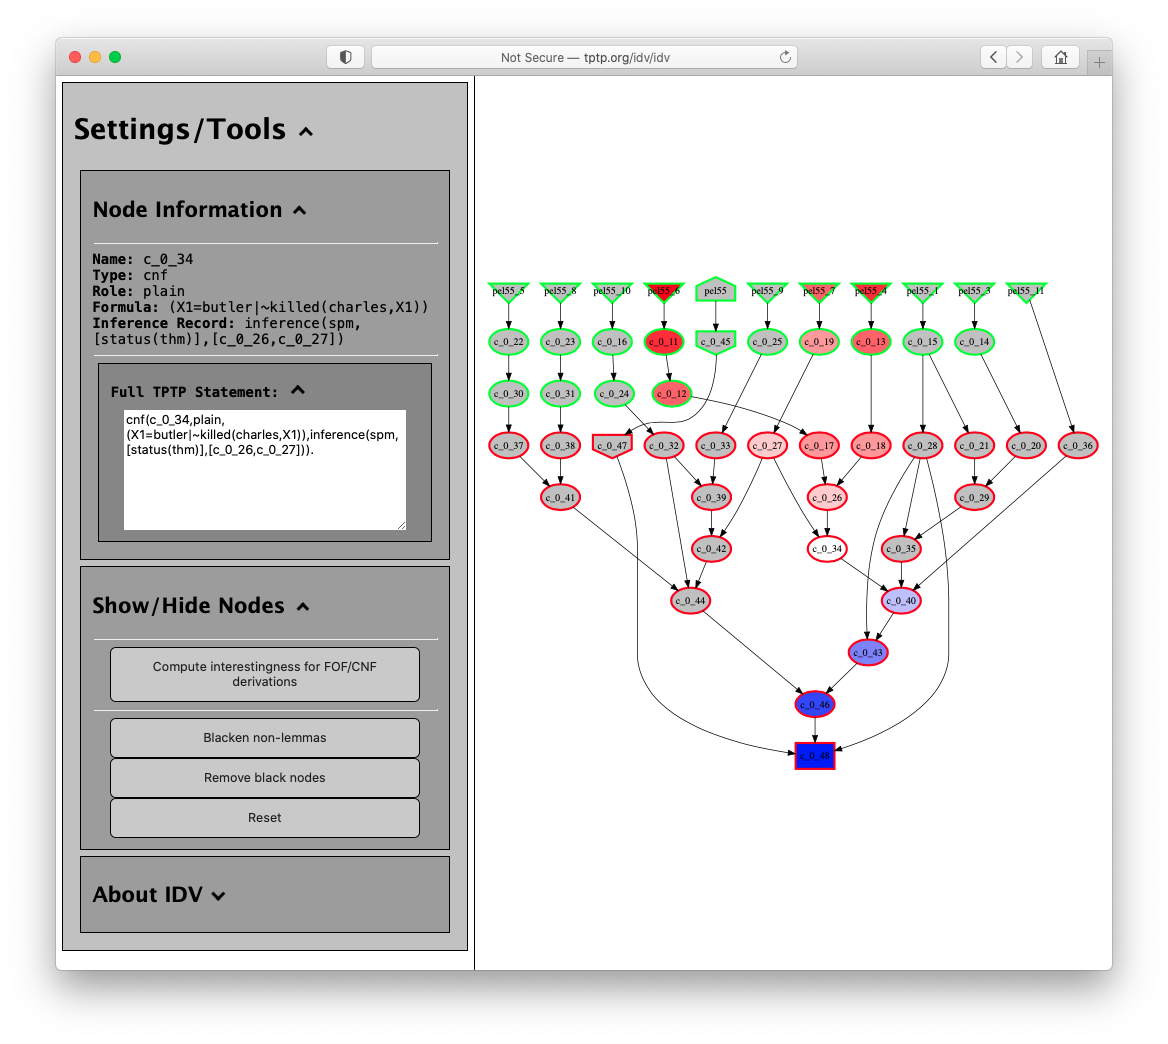 Not Secure — tptp.org/idv/idv
Settings/Tools
Node Information
Name: c_0_34
Type: cnf
Role: plain
Formula: (X1=butler|~killed(charles,X1))
Inference Record: inference(spm,
[status(thm)],[c_0_26,c_0_27])
Full TPTP Statement:
cnf(c_0_34,plain,
(X1=butler|~killed(charles,X1)),inference(spm,
[status(thm)],[c_0_26,c_0_27])).
Show/Hide Nodes
Compute interestingness for FOF/CNF
derivations
Blacken non-lemmas
Remove black nodes
Reset
About IDV
pel55_5 pel55_8 pel55_10 pel55_6 pel55 pel55_9 pel55_7 pel55_4 pel55_1 pel55_3 pel55_11
c_0_22 c_0_23 c_0_16 c_0_11 c_0_45 c_0_25 c_0_19 c_0_13 c_0_15 c_0_14
c_0_30 c_0_31 c_0_24 c_0_12
c_0_37 c_0_38 c_0_47 c_0_32 c_0_33 c_0_27 c_0_17 c_0_18 c_0_28 c_0_21 c_0_20 c_0_36
c_0_41 c_0_39 c_0_26 c_0_29
c_0_42 c_0_34 c_0_35
c_0_44 c_0_40
c_0_43
c_0_46
c_0_48